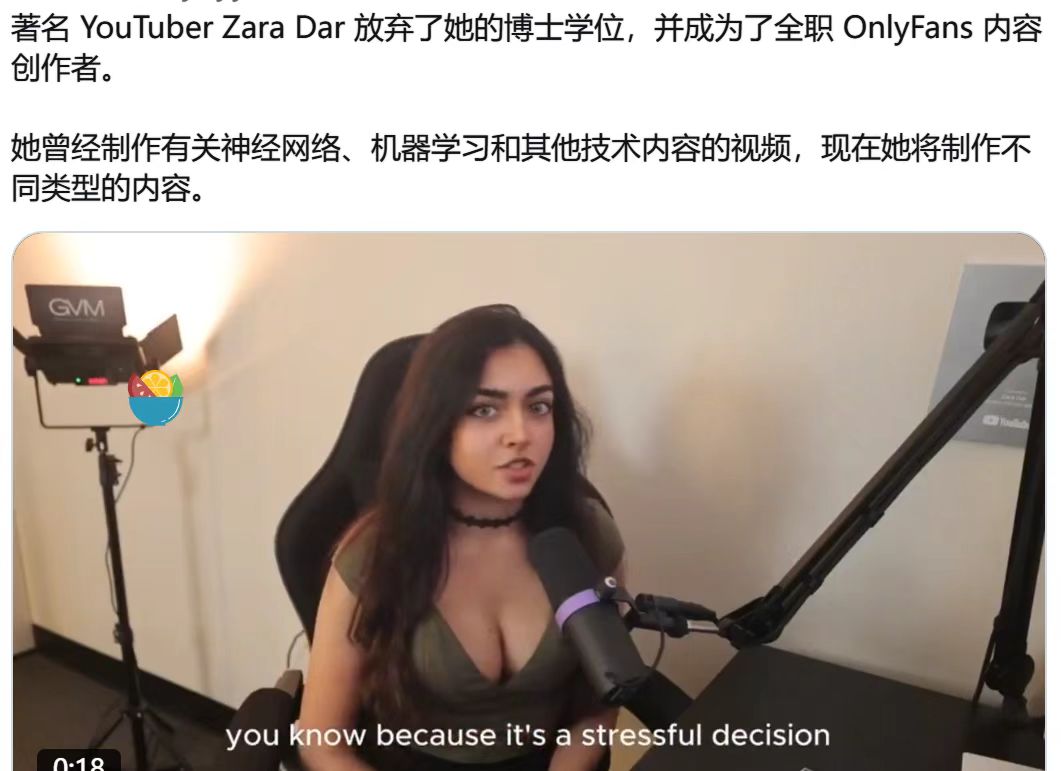 著名 YouTuber Zara Dar 放弃了她的博士学位，并成为了全职 OnlyFans 内容
创作者。
她曾经制作有关神经网络、机器学习和其他技术内容的视频，现在她将制作不
同类型的内容。
GVM
Zara Dar
YouTube
you know because it's a stressful decision
0:18